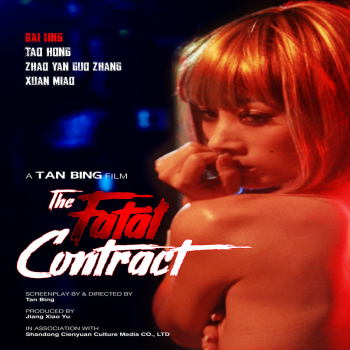 BAI LING
TAO HONG
ZHAO YAN GUO ZHANG
XUAN MIAO
A TAN BING FILM
The
Fatal
Contract
SCREENPLAY BY & DIRECTED BY
Tan Bing
PRODUCED BY
Jiang Xiao Yu
IN ASSOCIATION WITH
Shandong Cienyuan Culture Media CO., LTD